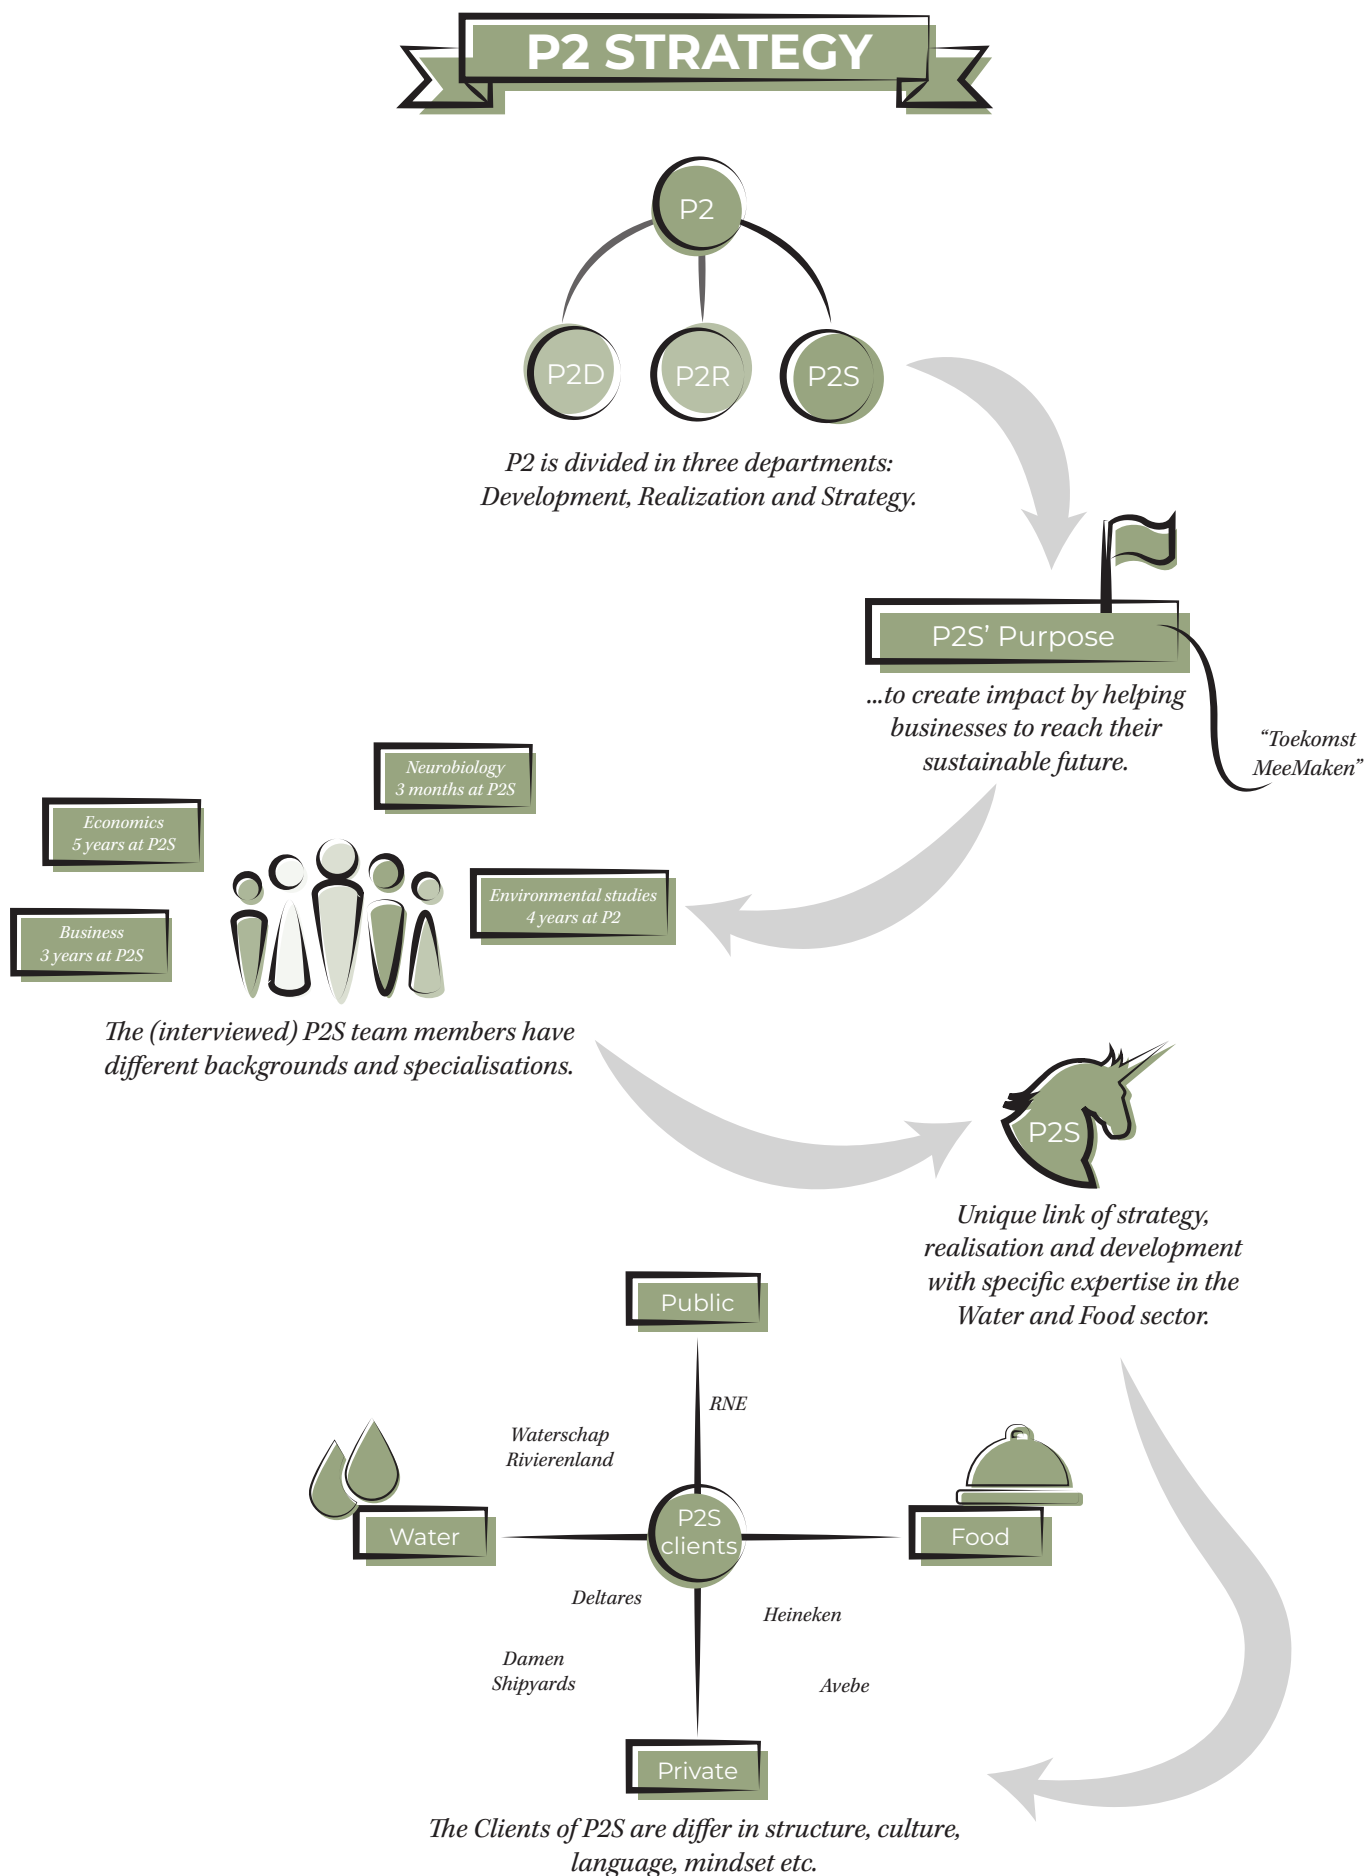 P2 STRATEGY
P2
P2D
P2R
P2S
P2 is divided in three departments:
Development, Realization and Strategy.
P2S’ Purpose
...to create impact by helping
businesses to reach their
sustainable future.
“Toekomst
MeeMaken”
Neurobiology
3 months at P2S
Economics
5 years at P2S
Environmental studies
4 years at P2
Business
3 years at P2S
The (interviewed) P2S team members have
different backgrounds and specialisations.
P2S
Unique link of strategy,
realisation and development
with specific expertise in the
Water and Food sector.
Public
RNE
Waterschap
Rivierenland
Water
P2S
clients
Food
Deltares
Heineken
Damen
Shipyards
Avebe
Private
The Clients of P2S are differ in structure, culture,
language, mindset etc.